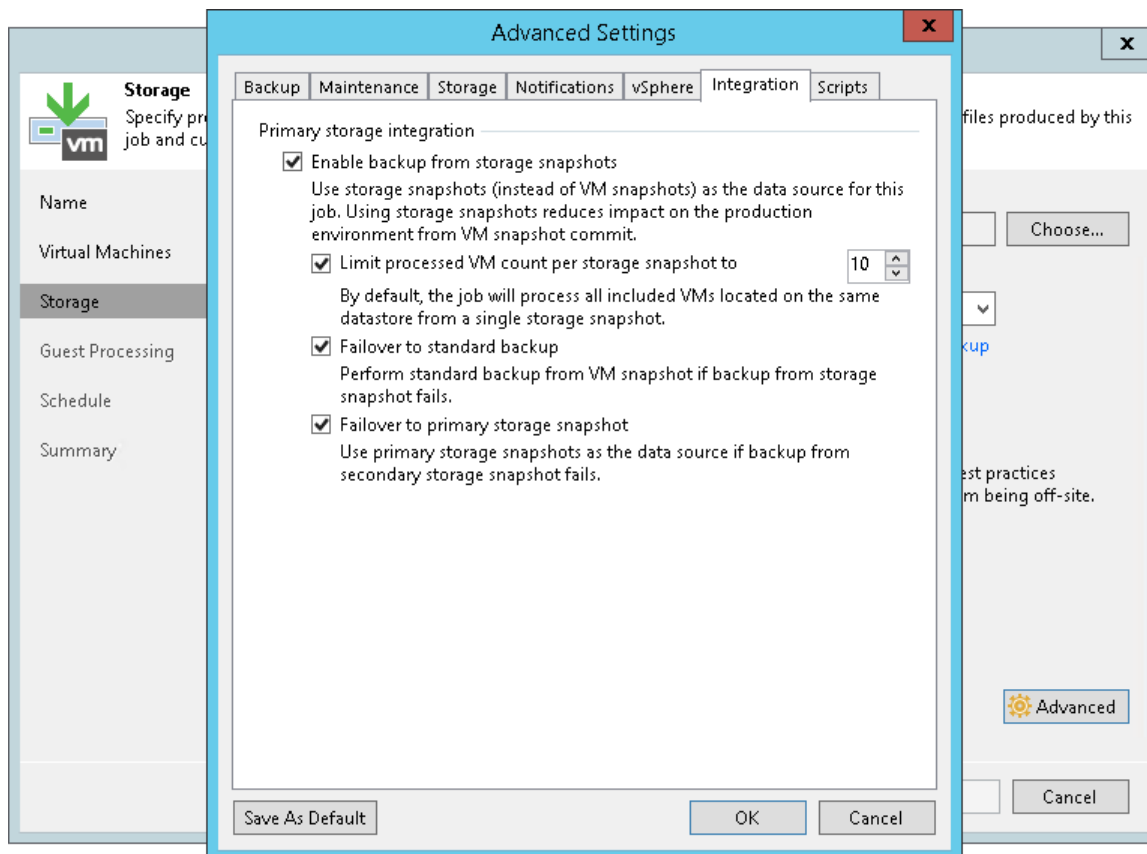 Advanced Settings
x
x
Backup
Maintenance
Storage
Notifications
vSphere
Integration
Scripts
Primary storage integration
Enable backup from storage snapshots
Use storage snapshots (instead of VM snapshots) as the data source for this
job. Using storage snapshots reduces impact on the production
environment from VM snapshot commit.
Limit processed VM count per storage snapshot to
10
By default, the job will process all included VMs located on the same
datastore from a single storage snapshot.
Failover to standard backup
Perform standard backup from VM snapshot if backup from storage
snapshot fails.
Failover to primary storage snapshot
Use primary storage snapshots as the data source if backup from
secondary storage snapshot fails.
Save As Default
OK
Cancel
vm
Storage
Specify
job and
files produced by this
Name
Virtual Machines
Storage
Guest Processing
Schedule
Summary
Choose...
practices
being off-site.
Advanced
Cancel